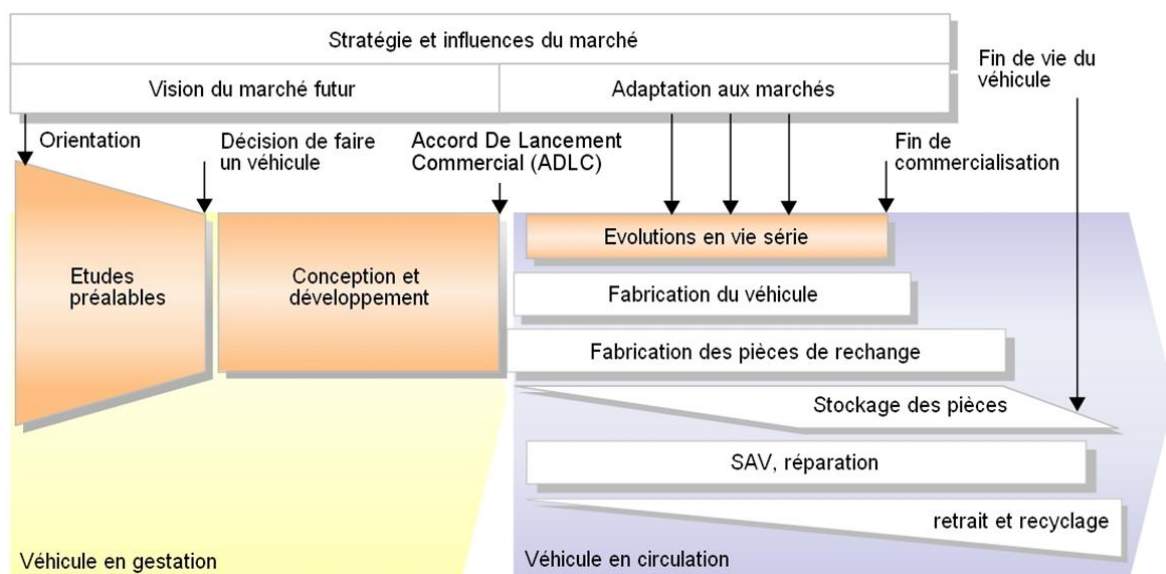 Stratégie et influences du marché
Vision du marché futur
Adaptation aux marchés
Fin de vie du
véhicule
Orientation
Décision de faire
un véhicule
Accord De Lancement
Commercial (ADLC)
Fin de
commercialisation
Etudes
préalables
Conception et
développement
Evolutions en vie série
Fabrication du véhicule
Fabrication des pièces de rechange
Stockage des pièces
SAV, réparation
retrait et recyclage
Véhicule en gestation
Véhicule en circulation